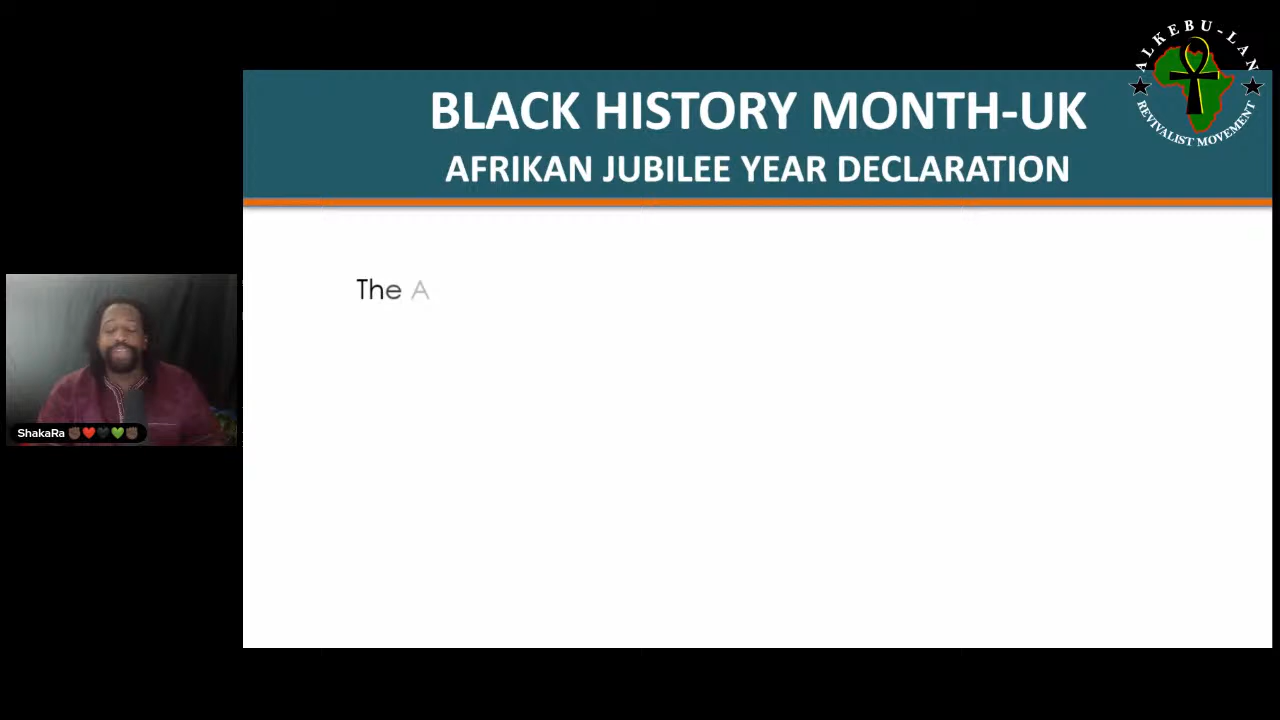 ALKEBU-LAN
REVIVALIST MOVEMENT
BLACK HISTORY MONTH-UK
AFRIKAN JUBILEE YEAR DECLARATION
The A
ShakaRa ✊🏿❤️🖤💚✊🏿